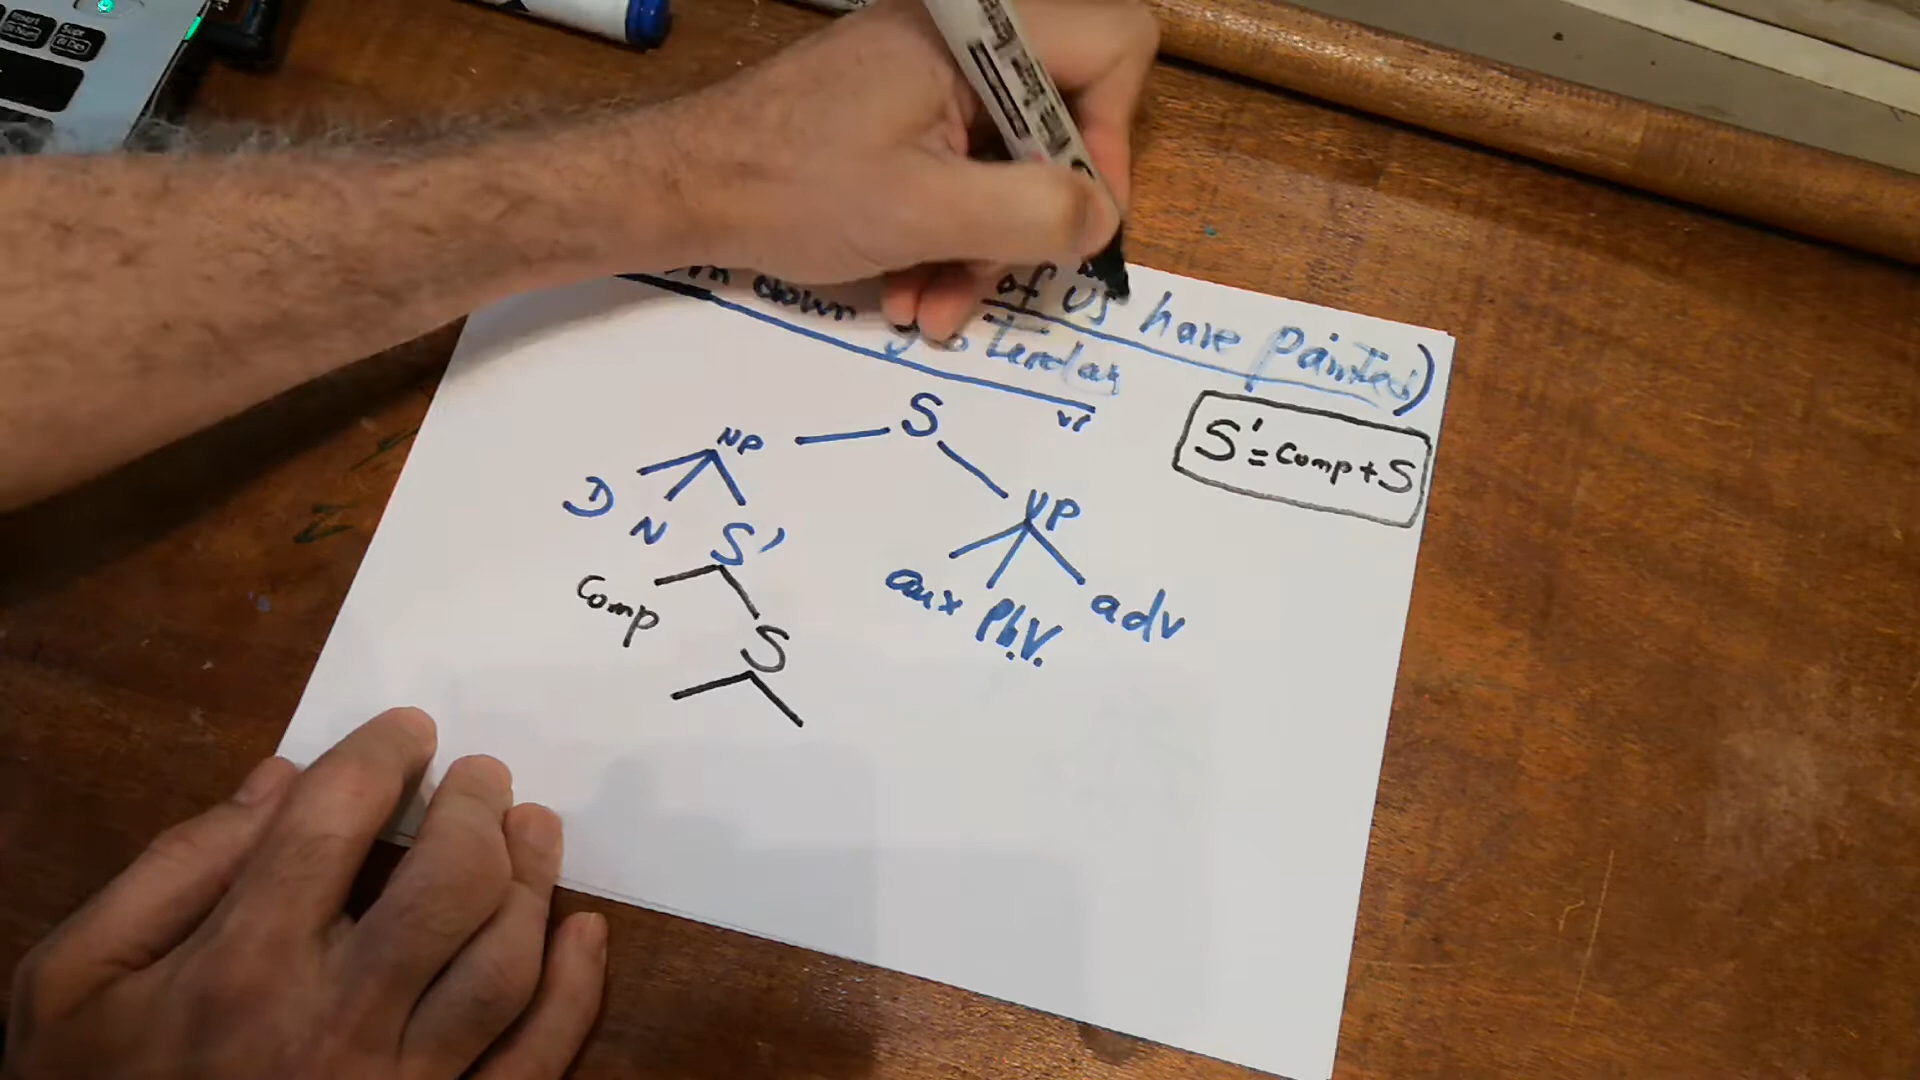 of us have painted)
down yesterday
S
S' = Comp + S
NP
VP
D
N
S'
aux Ph.V. adv
Comp
S